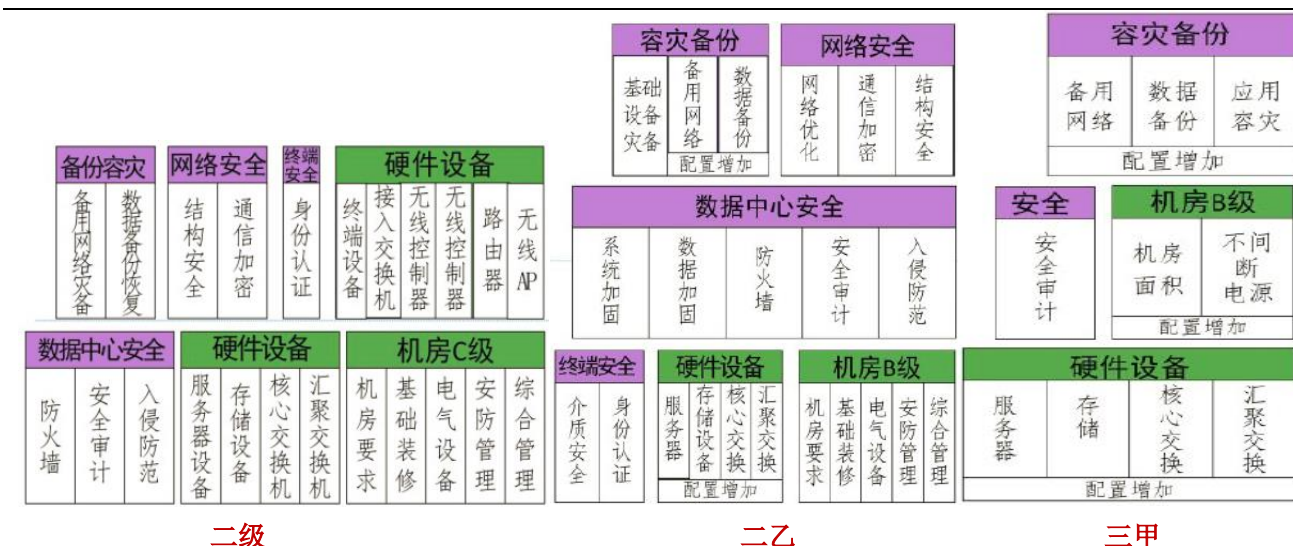 备份容灾
备用网络灾备
数据备份恢复
网络安全
结构安全
通信加密
终端
安全
身份认证
硬件设备
终端设备
接入交换机
无线控制器
无线控制器
路由器
无线AP
数据中心安全
防火墙
安全审计
入侵防范
硬件设备
服务器设备
存储设备
核心交换机
汇聚交换机
机房C级
机房要求
基础装修
电气设备
安防管理
综合管理
二级
容灾备份
基础
设备
灾备
备用网络
数据备份
配置增加
网络安全
网络优化
通信加密
结构安全
数据中心安全
系统加固
数据加固
防火墙
安全审计
入侵防范
终端安全
介质安全
身份认证
硬件设备
服务器
存储设备
核心交换
汇聚交换
配置增加
机房B级
机房要求
基础装修
电气设备
安防管理
综合管理
二乙
容灾备份
备用
网络
数据
备份
应用
容灾
配置增加
安全
安全审计
机房B级
机房
面积
不间
断
电源
配置增加
硬件设备
服务器
存储
核心交换
汇聚交换
配置增加
三甲